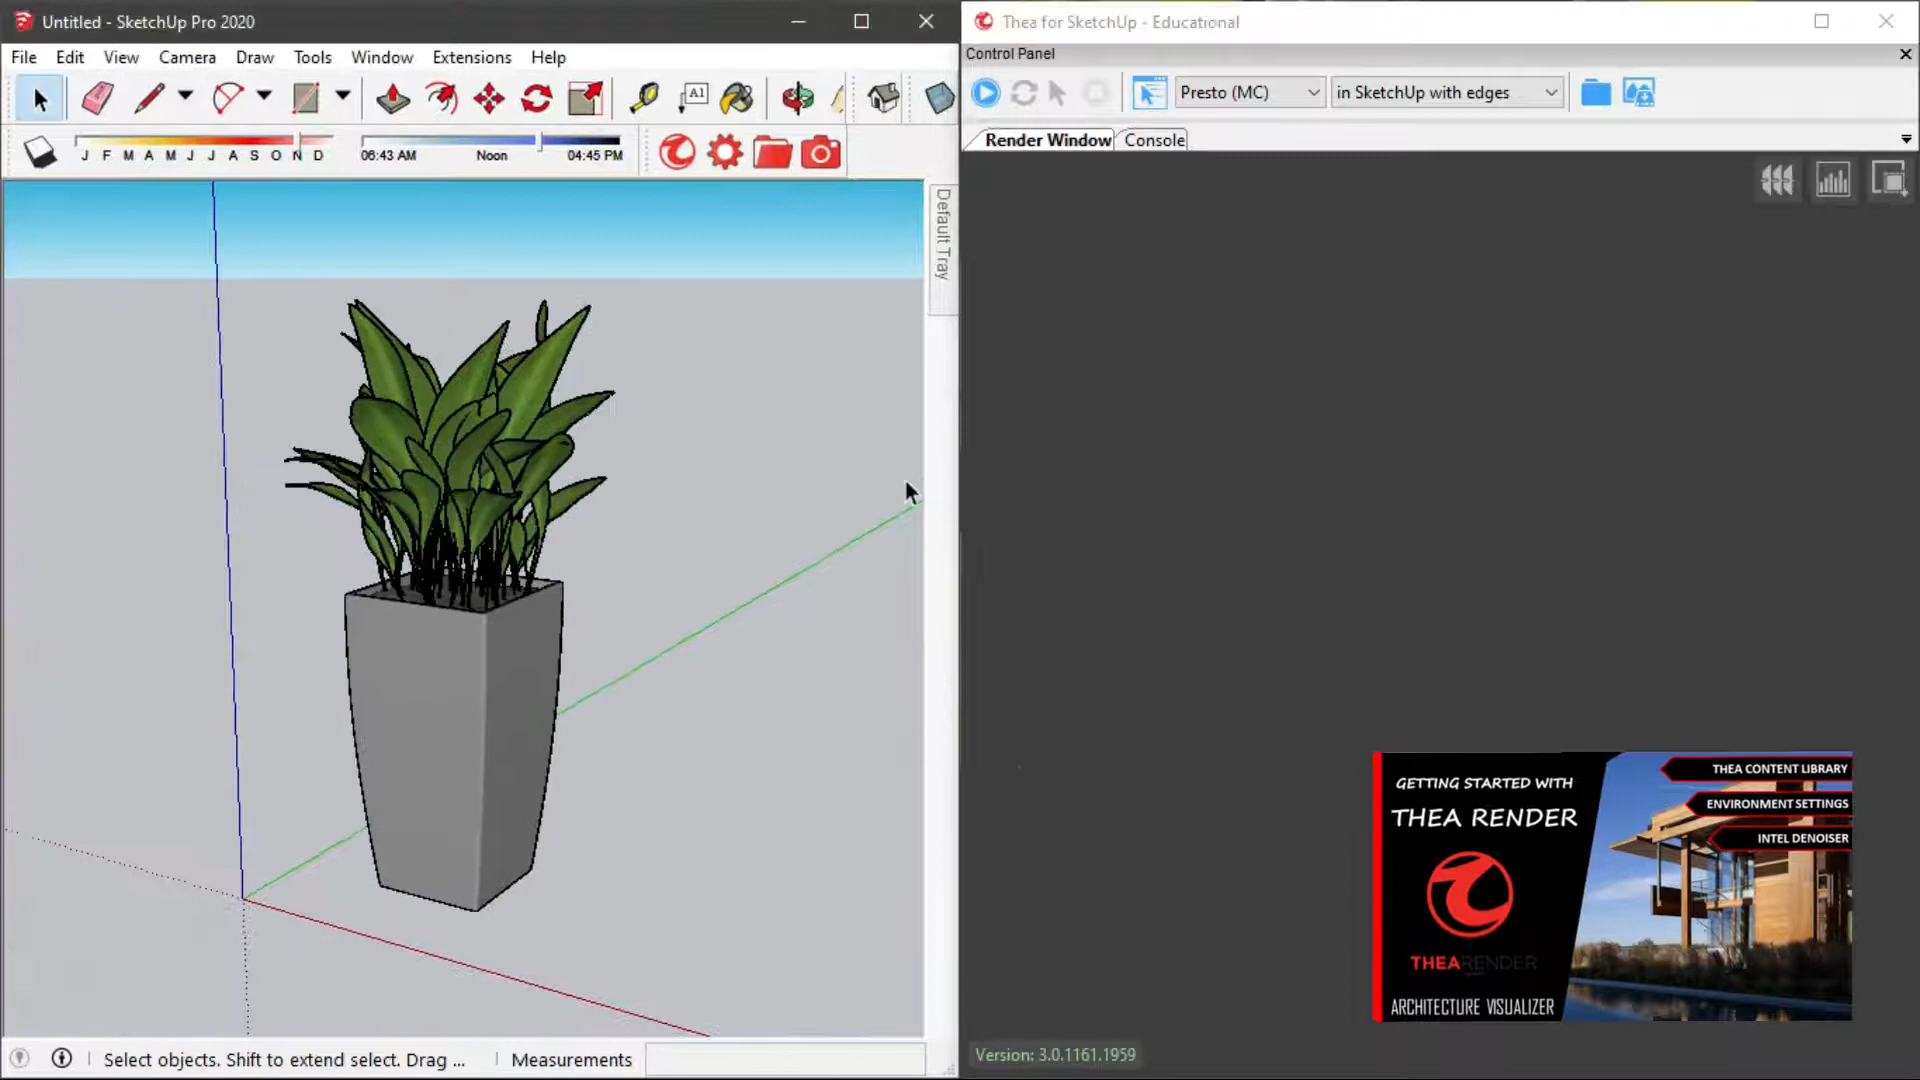 Untitled - SketchUp Pro 2020
File Edit View Camera Draw Tools Window Extensions Help
A1
J F M A M J J A S O N D
06:43 AM Noon 04:45 PM
Default Tray
Select objects. Shift to extend select. Drag ...
Measurements
Thea for SketchUp - Educational
Control Panel
Presto (MC)
in SketchUp with edges
Render Window
Console
GETTING STARTED WITH
THEA RENDER
THEARENDER
ARCHITECTURE VISUALIZER
THEA CONTENT LIBRARY
ENVIRONMENT SETTINGS
INTEL DENOISER
Version: 3.0.1161.1959